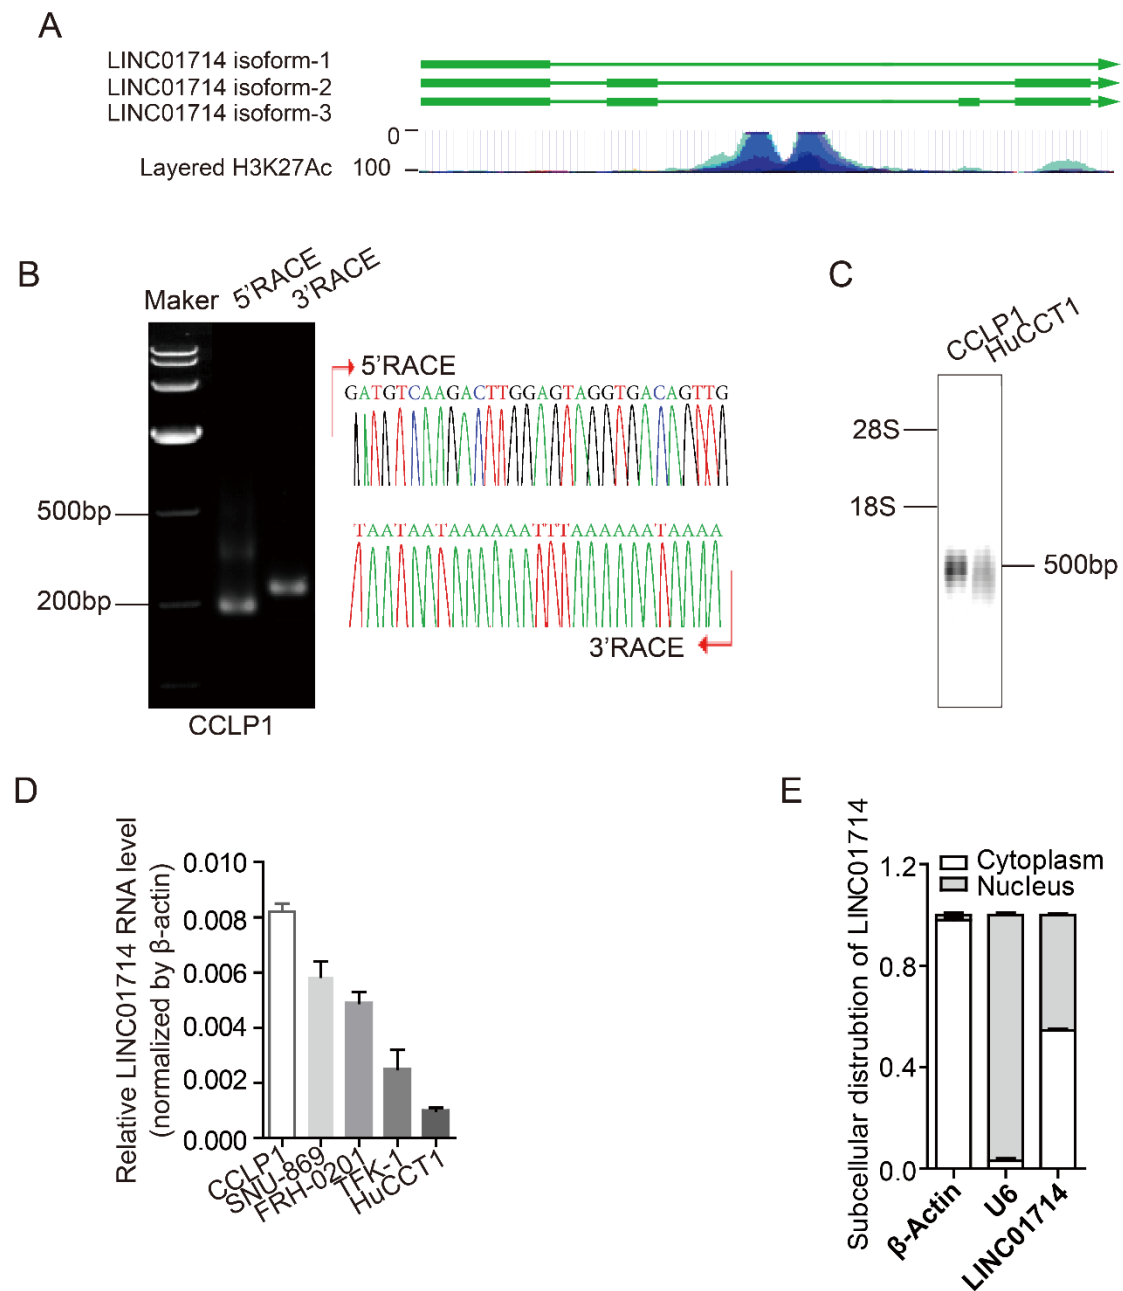 A
LINC01714 isoform-1
LINC01714 isoform-2
LINC01714 isoform-3
0
Layered H3K27Ac 100
B
Maker 5'RACE 3'RACE
500bp
200bp
CCLP1
5'RACE
GATGTCAAGACTTGGAGTAGGTGACAGTTG
TAATAATAAAAAATTTAAAAAATAAAA
3'RACE
C
CCLP1 HuCCT1
28S
18S
500bp
D
Relative LINC01714 RNA level
(normalized by β-actin)
0.010
0.008
0.006
0.004
0.002
0.000
CCLP1 SNU-869 FRH-0201 TFK-1 HuCCT1
E
Subcellular distrubtion of LINC01714
Cytoplasm
Nucleus
1.2
0.8
0.4
0.0
β-Actin U6 LINC01714